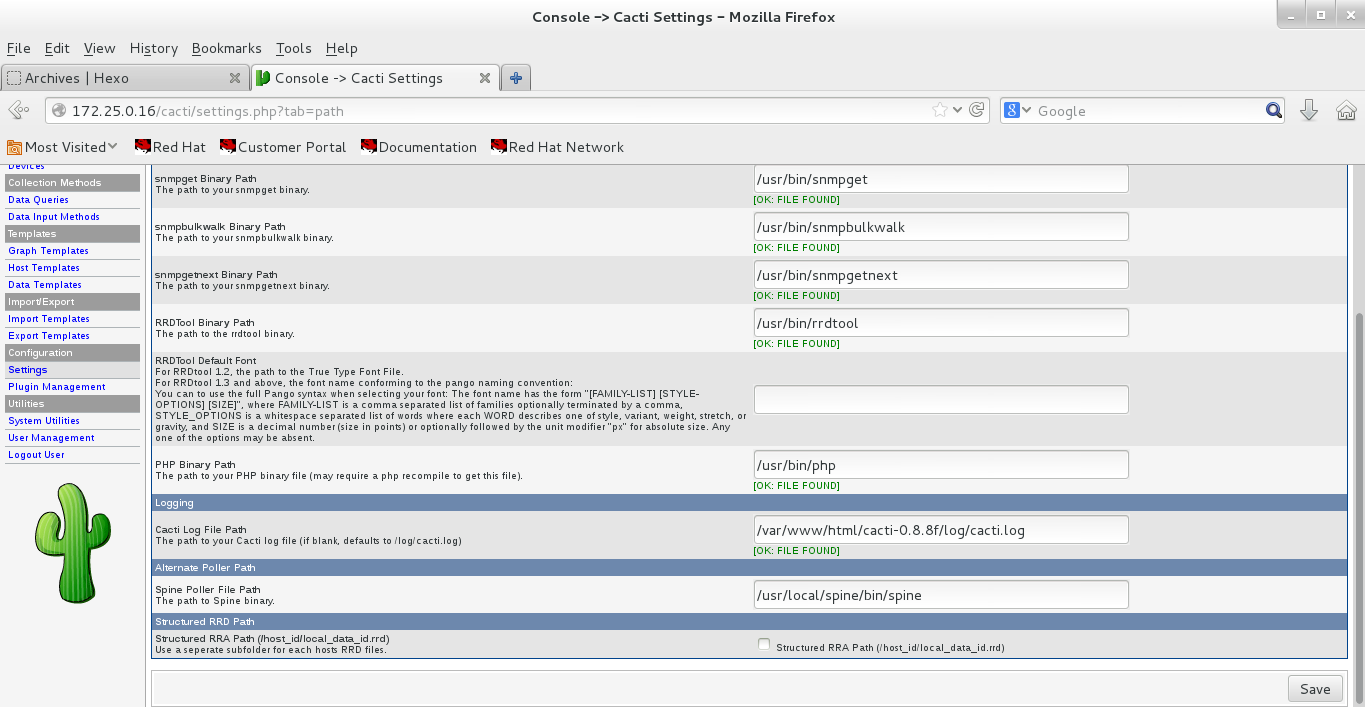 Console -> Cacti Settings - Mozilla Firefox
File Edit View History Bookmarks Tools Help
Archives | Hexo
Console -> Cacti Settings
172.25.0.16/cacti/settings.php?tab=path
Google
Most Visited
Red Hat
Customer Portal
Documentation
Red Hat Network
Devices
Collection Methods
Data Queries
Data Input Methods
Templates
Graph Templates
Host Templates
Data Templates
Import/Export
Import Templates
Export Templates
Configuration
Settings
Plugin Management
Utilities
System Utilities
User Management
Logout User
snmpget Binary Path
The path to your snmpget binary.
/usr/bin/snmpget
[OK: FILE FOUND]
snmpbulkwalk Binary Path
The path to your snmpbulkwalk binary.
/usr/bin/snmpbulkwalk
[OK: FILE FOUND]
snmpgetnext Binary Path
The path to your snmpgetnext binary.
/usr/bin/snmpgetnext
[OK: FILE FOUND]
RRDTool Binary Path
The path to the rrdtool binary.
/usr/bin/rrdtool
[OK: FILE FOUND]
RRDTool Default Font
For RRDtool 1.2, the path to the True Type Font File.
For RRDtool 1.3 and above, the font name conforming to the pango naming convention:
You can to use the full Pango syntax when selecting your font: The font name has the form "[FAMILY-LIST] [STYLE-
OPTIONS] [SIZE]", where FAMILY-LIST is a comma separated list of families optionally terminated by a comma,
STYLE_OPTIONS is a whitespace separated list of words where each WORD describes one of style, variant, weight, stretch, or
gravity, and SIZE is a decimal number (size in points) or optionally followed by the unit modifier "px" for absolute size. Any
one of the options may be absent.
PHP Binary Path
The path to your PHP binary file (may require a php recompile to get this file).
/usr/bin/php
[OK: FILE FOUND]
Logging
Cacti Log File Path
The path to your Cacti log file (if blank, defaults to /log/cacti.log)
/var/www/html/cacti-0.8.8f/log/cacti.log
[OK: FILE FOUND]
Alternate Poller Path
Spine Poller File Path
The path to Spine binary.
/usr/local/spine/bin/spine
Structured RRD Path
Structured RRA Path (/host_id/local_data_id.rrd)
Use a seperate subfolder for each hosts RRD files.
Structured RRA Path (/host_id/local_data_id.rrd)
Save